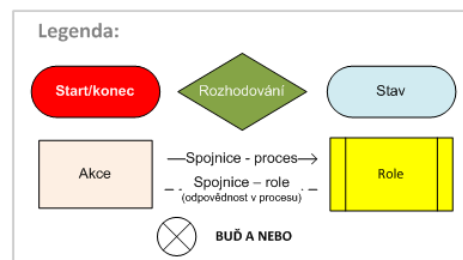 Legenda:
Start/konec
Rozhodování
Stav
Akce
Spojnice - proces
Spojnice – role
(odpovědnost v procesu)
Role
BUĎ A NEBO